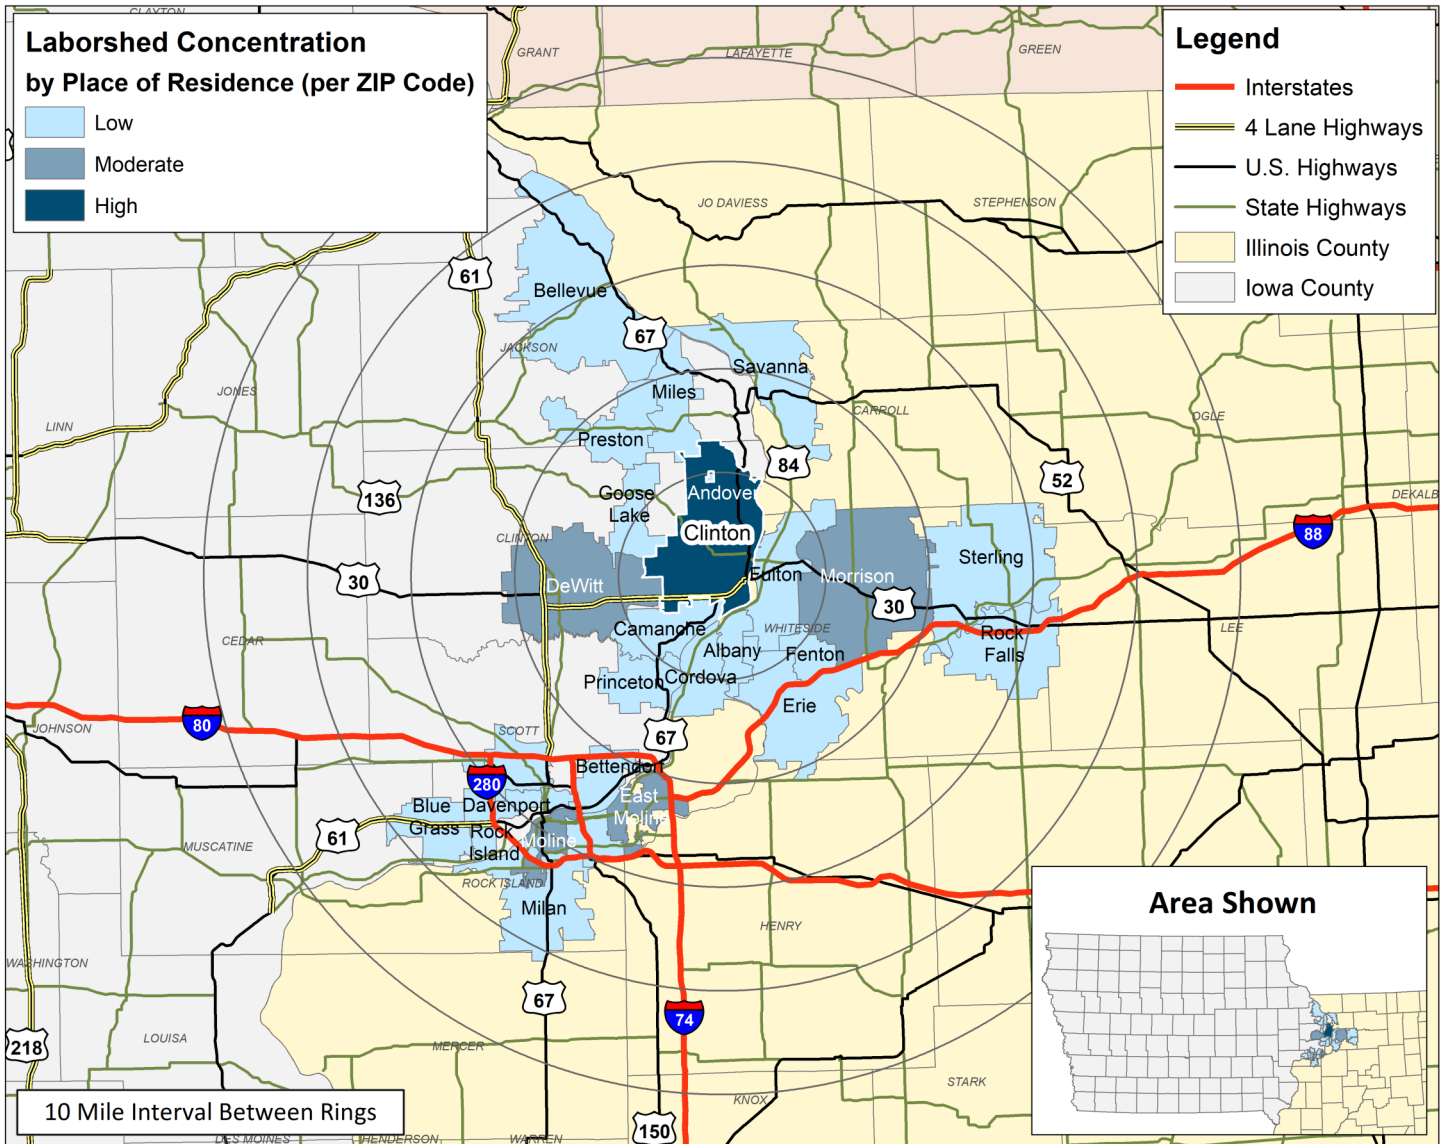 CLAYTON
Laborshed Concentration
by Place of Residence (per ZIP Code)
Low
Moderate
High
Legend
Interstates
4 Lane Highways
U.S. Highways
State Highways
Illinois County
Iowa County
GRANT
LAFAYETTE
GREEN
JO DAVIESS
STEPHENSON
61
Bellevue
67
JACKSON
Savanna
JONES
Miles
CARROLL
OGLE
LINN
Preston
84
52
136
Goose
Lake
Andover
DEKALB
CLINTON
Clinton
88
Sterling
30
DeWitt
Fulton
Morrison
30
CEDAR
Camanche
WHITESIDE
LEE
Albany
Fenton
Rock
Falls
Princeton
Cordova
Erie
80
JOHNSON
SCOTT
67
Bettendorf
280
East
Moline
Blue
Grass
Davenport
61
Rock
Island
Moline
MUSCATINE
ROCK ISLAND
Milan
HENRY
Area Shown
WASHINGTON
67
74
218
LOUISA
MERCER
STARK
KNOX
10 Mile Interval Between Rings
150
DES MOINES
HENDERSON
WARREN